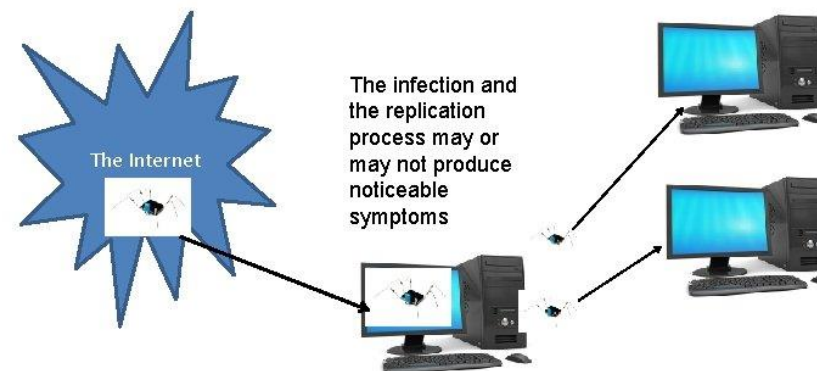 The Internet
The infection and
the replication
process may or
may not produce
noticeable
symptoms